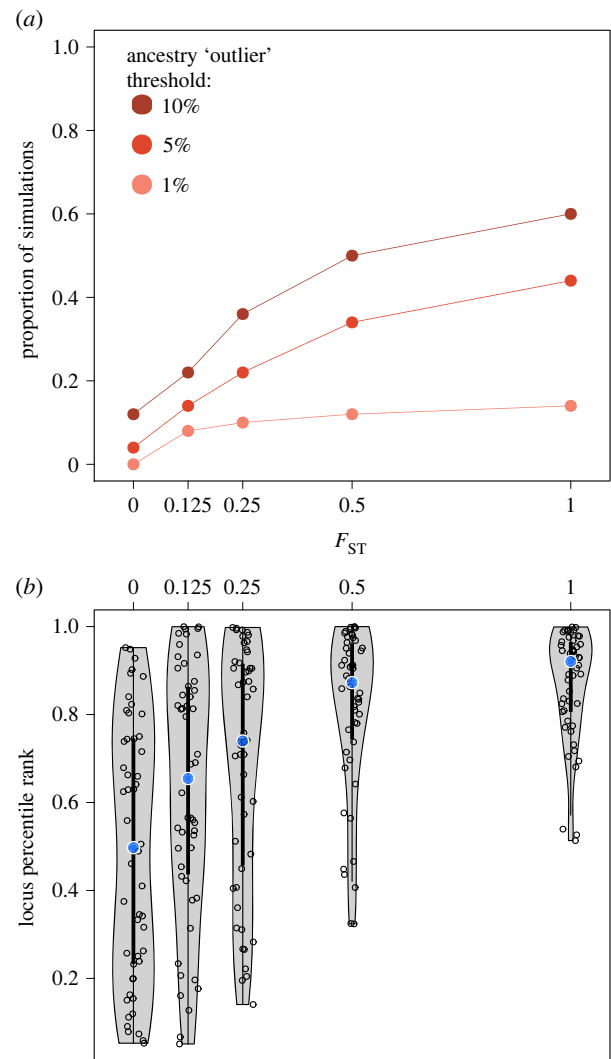 (a)
1.0
0.8
0.6
0.4
0.2
0
proportion of simulations
ancestry ‘outlier’
threshold:
10%
5%
1%
0 0.125 0.25 0.5 1
F_ST
(b)
0 0.125 0.25 0.5 1
1.0
0.8
0.6
0.4
0.2
locus percentile rank